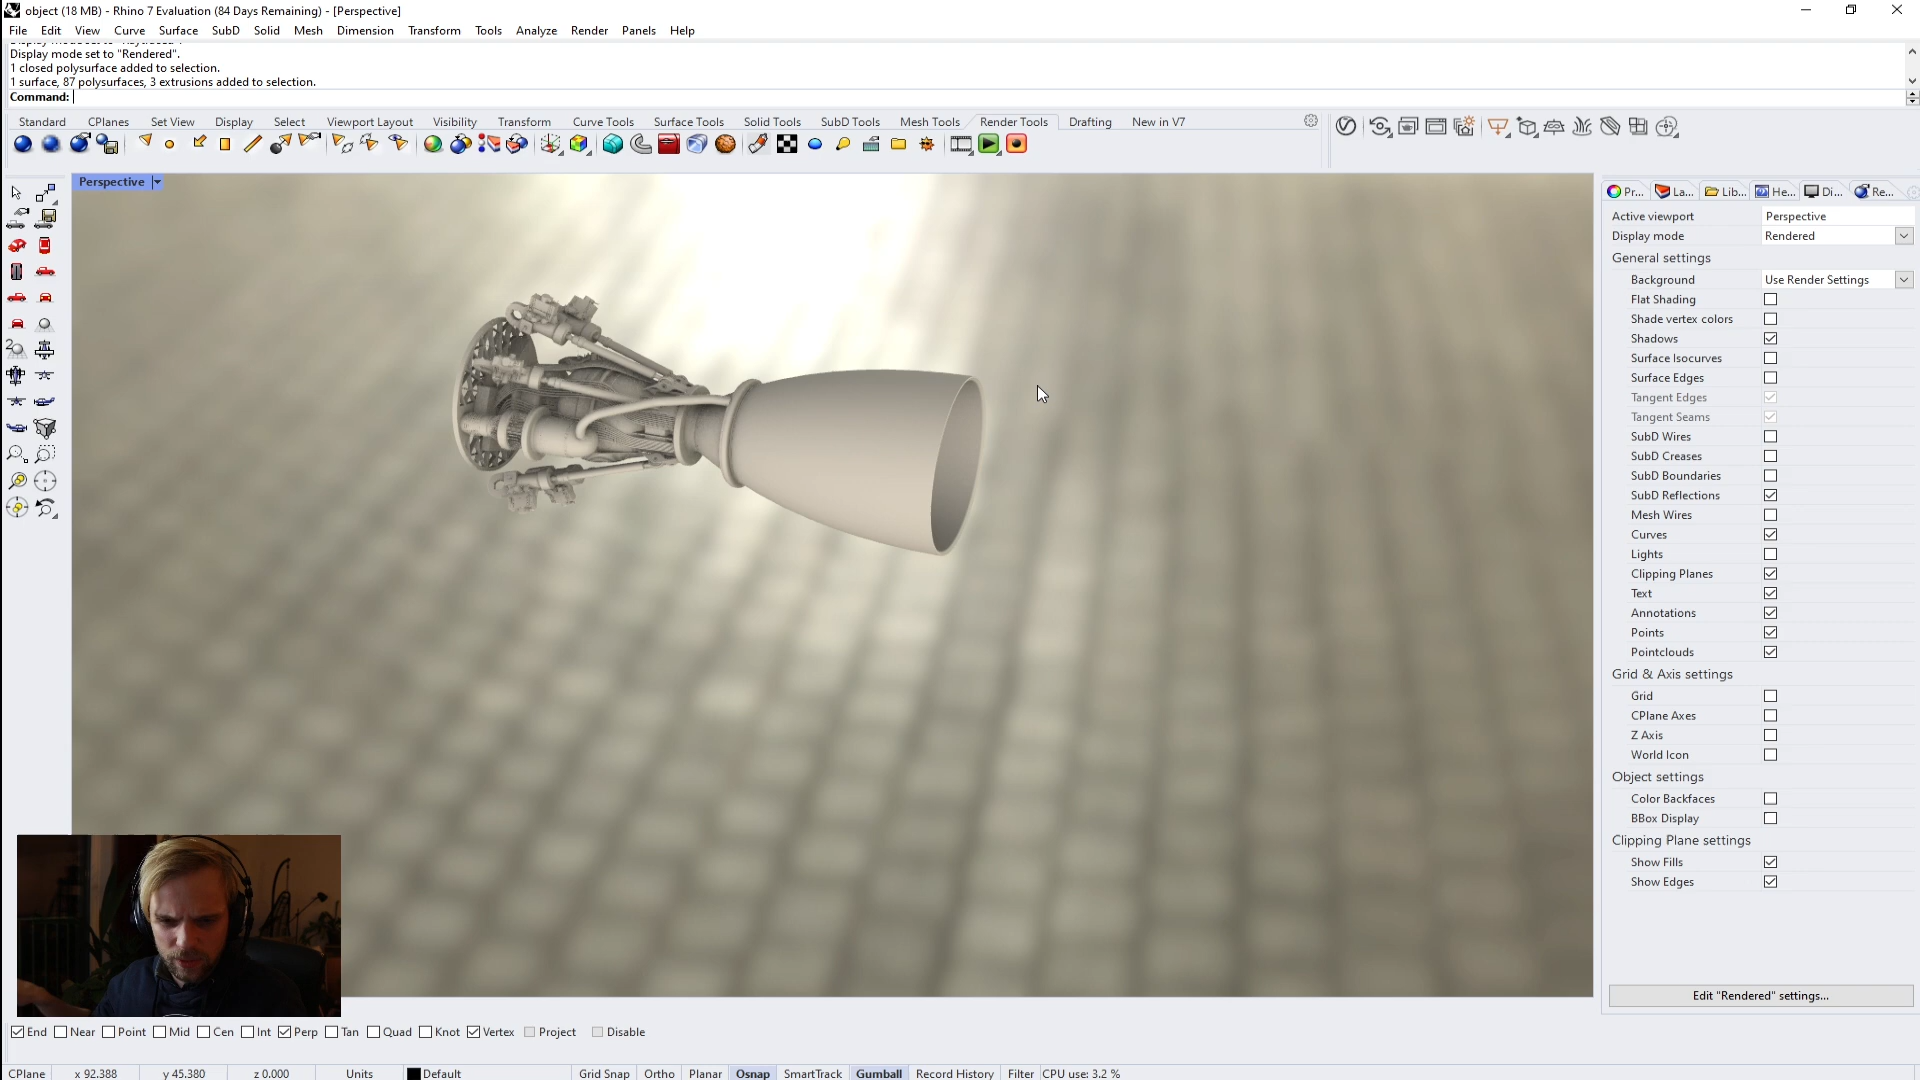 object (18 MB) - Rhino 7 Evaluation (84 Days Remaining) - [Perspective]
File Edit View Curve Surface SubD Solid Mesh Dimension Transform Tools Analyze Render Panels Help
Display mode set to "Rendered".
1 closed polysurface added to selection.
1 surface, 87 polysurfaces, 3 extrusions added to selection.
Command:
Standard CPlanes Set View Display Select Viewport Layout Visibility Transform Curve Tools Surface Tools Solid Tools SubD Tools Mesh Tools Render Tools Drafting New in V7
Perspective
Pr... La... Lib... He... Di... Re...
Active viewport Perspective
Display mode Rendered
General settings
Background Use Render Settings
Flat Shading
Shade vertex colors
Shadows
Surface Isocurves
Surface Edges
Tangent Edges
Tangent Seams
SubD Wires
SubD Creases
SubD Boundaries
SubD Reflections
Mesh Wires
Curves
Lights
Clipping Planes
Text
Annotations
Points
Pointclouds
Grid & Axis settings
Grid
CPlane Axes
Z Axis
World Icon
Object settings
Color Backfaces
BBox Display
Clipping Plane settings
Show Fills
Show Edges
Edit "Rendered" settings...
End Near Point Mid Cen Int Perp Tan Quad Knot Vertex Project Disable
CPlane x 92.388 y 45.380 z 0.000 Units Default Grid Snap Ortho Planar Osnap SmartTrack Gumball Record History Filter CPU use: 3.2 %